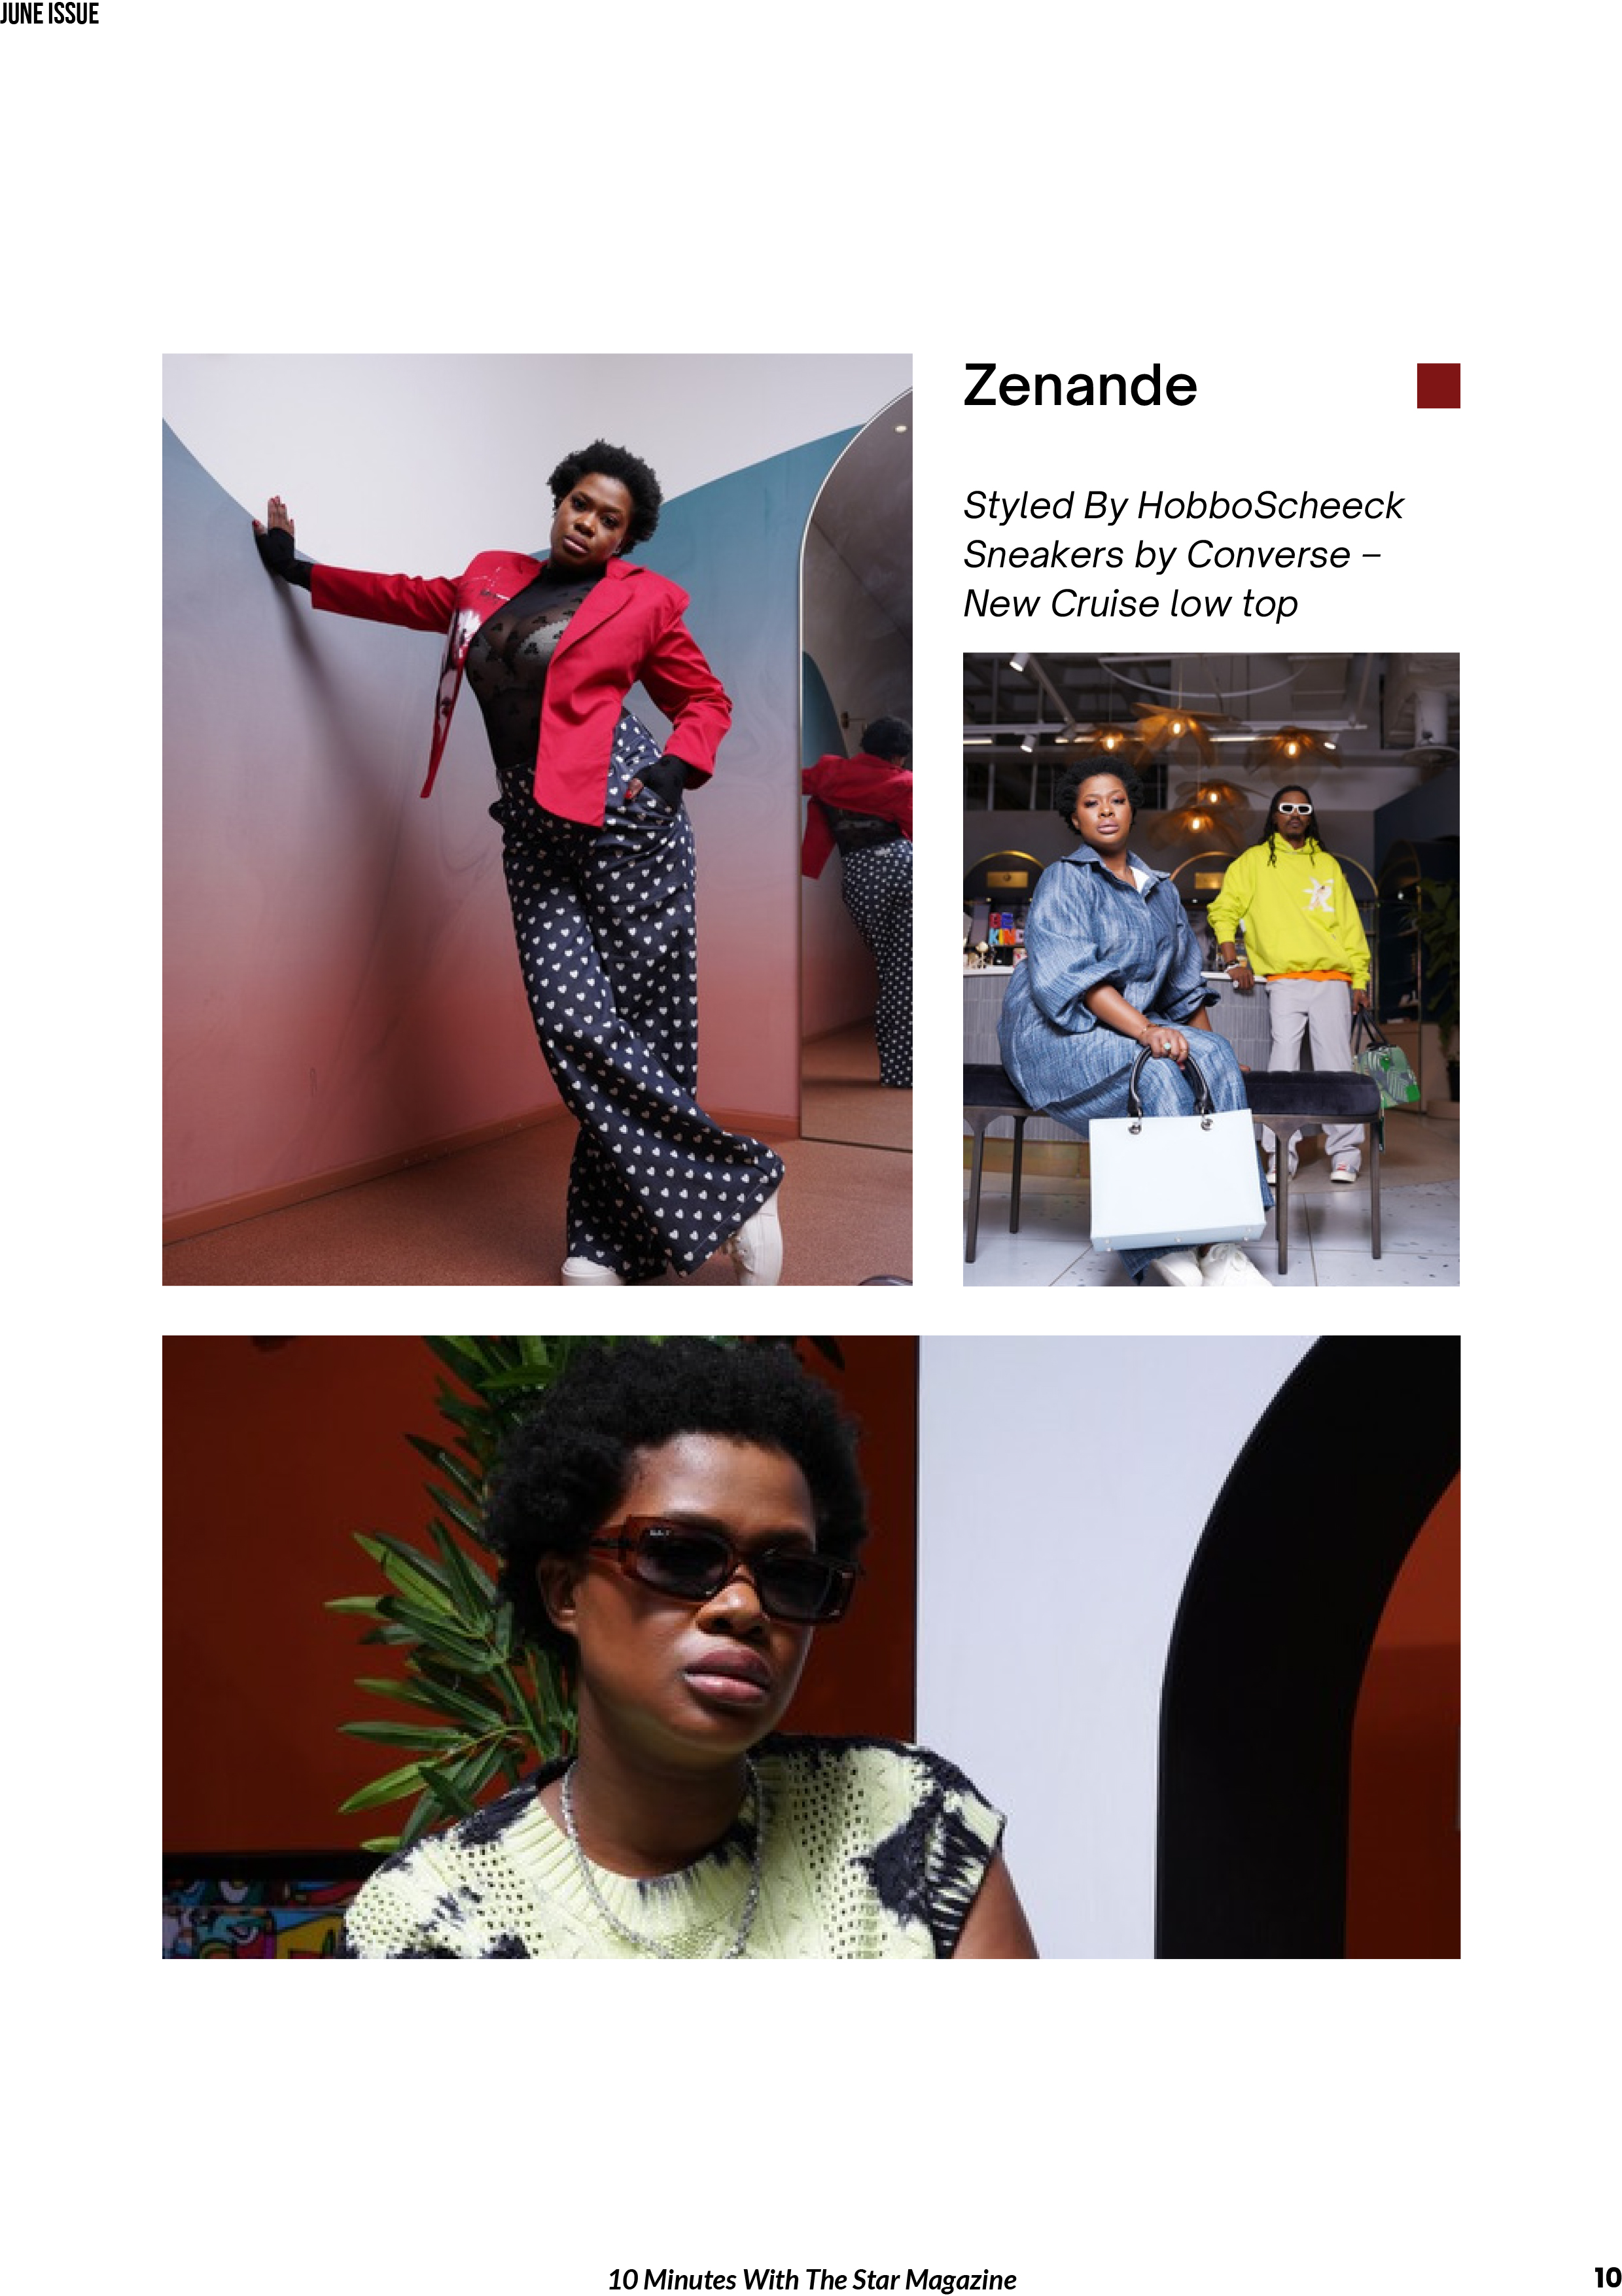 JUNE ISSUE
Zenande
Styled By HobboScheeck
Sneakers by Converse –
New Cruise low top
10 Minutes With The Star Magazine
10